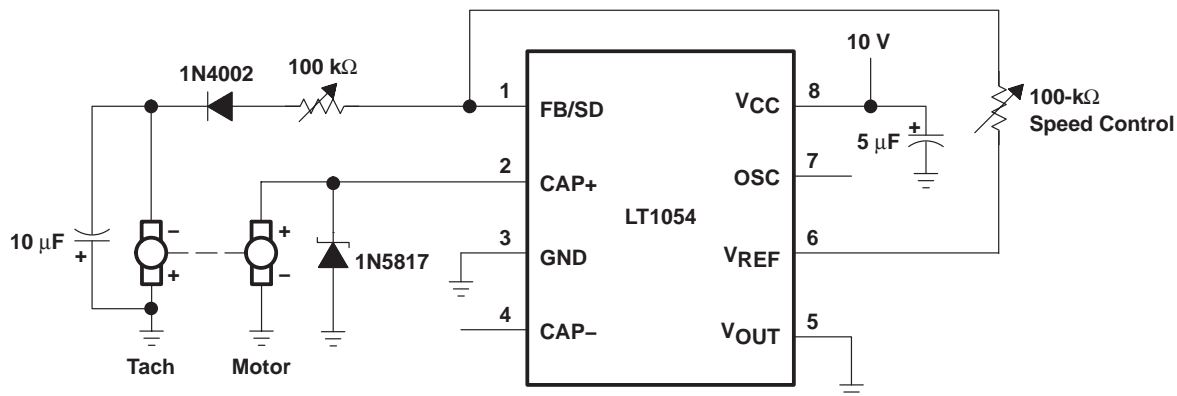 10 V
1N4002
100 kΩ
1
FB/SD
VCC
8
100-kΩ
Speed Control
5 μF
+
2
CAP+
OSC
7
LT1054
10 μF
+
−
+
+
−
1N5817
3
GND
VREF
6
4
CAP−
VOUT
5
Tach
Motor